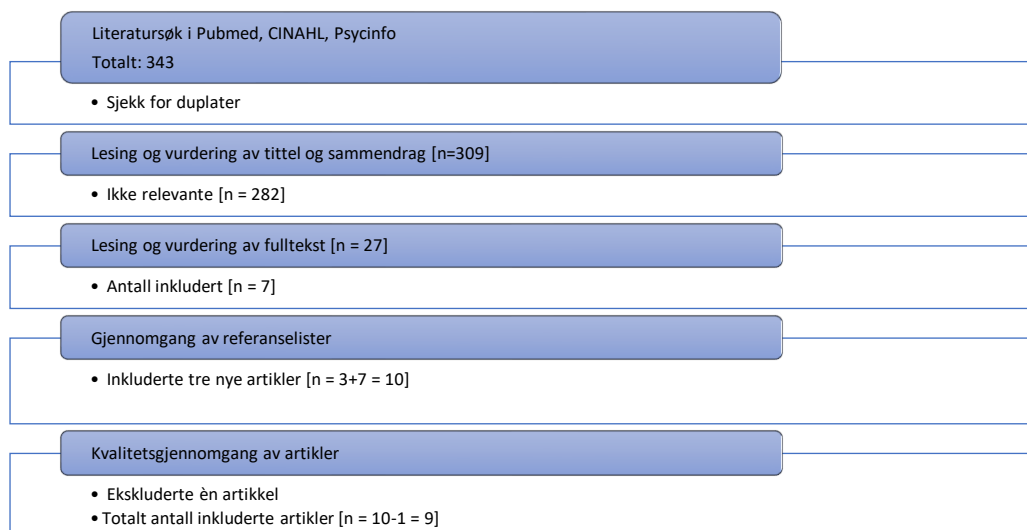 Literatursøk i Pubmed, CINAHL, Psycinfo
Totalt: 343
• Sjekk for duplater
Lesing og vurdering av tittel og sammendrag [n=309]
• Ikke relevante [n = 282]
Lesing og vurdering av fulltekst [n = 27]
• Antall inkludert [n = 7]
Gjennomgang av referanselister
• Inkluderte tre nye artikler [n = 3+7 = 10]
Kvalitetsgjennomgang av artikler
• Ekskluderte èn artikkel
• Totalt antall inkluderte artikler [n = 10-1 = 9]